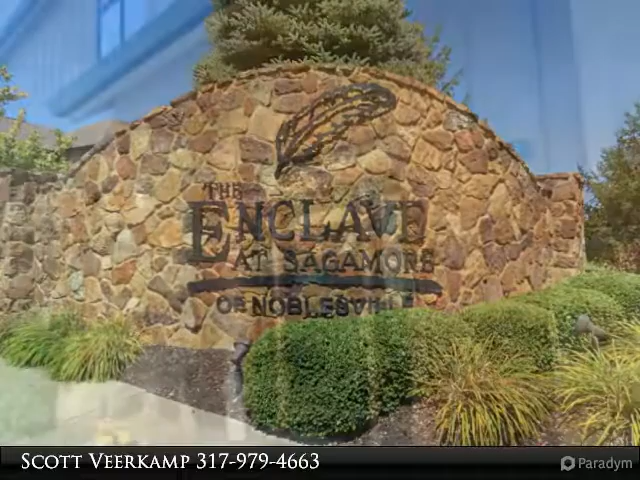 THE
ENCLAVE
AT SAGAMORE
OF NOBLESVILLE
SCOTT VEERKAMP 317-979-4663
Paradym